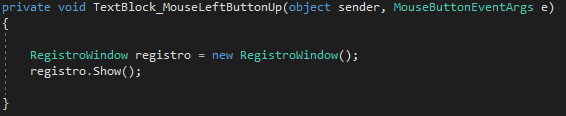 private void TextBlock_MouseLeftButtonUp(object sender, MouseButtonEventArgs e)
{
RegistroWindow registro = new RegistroWindow();
registro.Show();
}